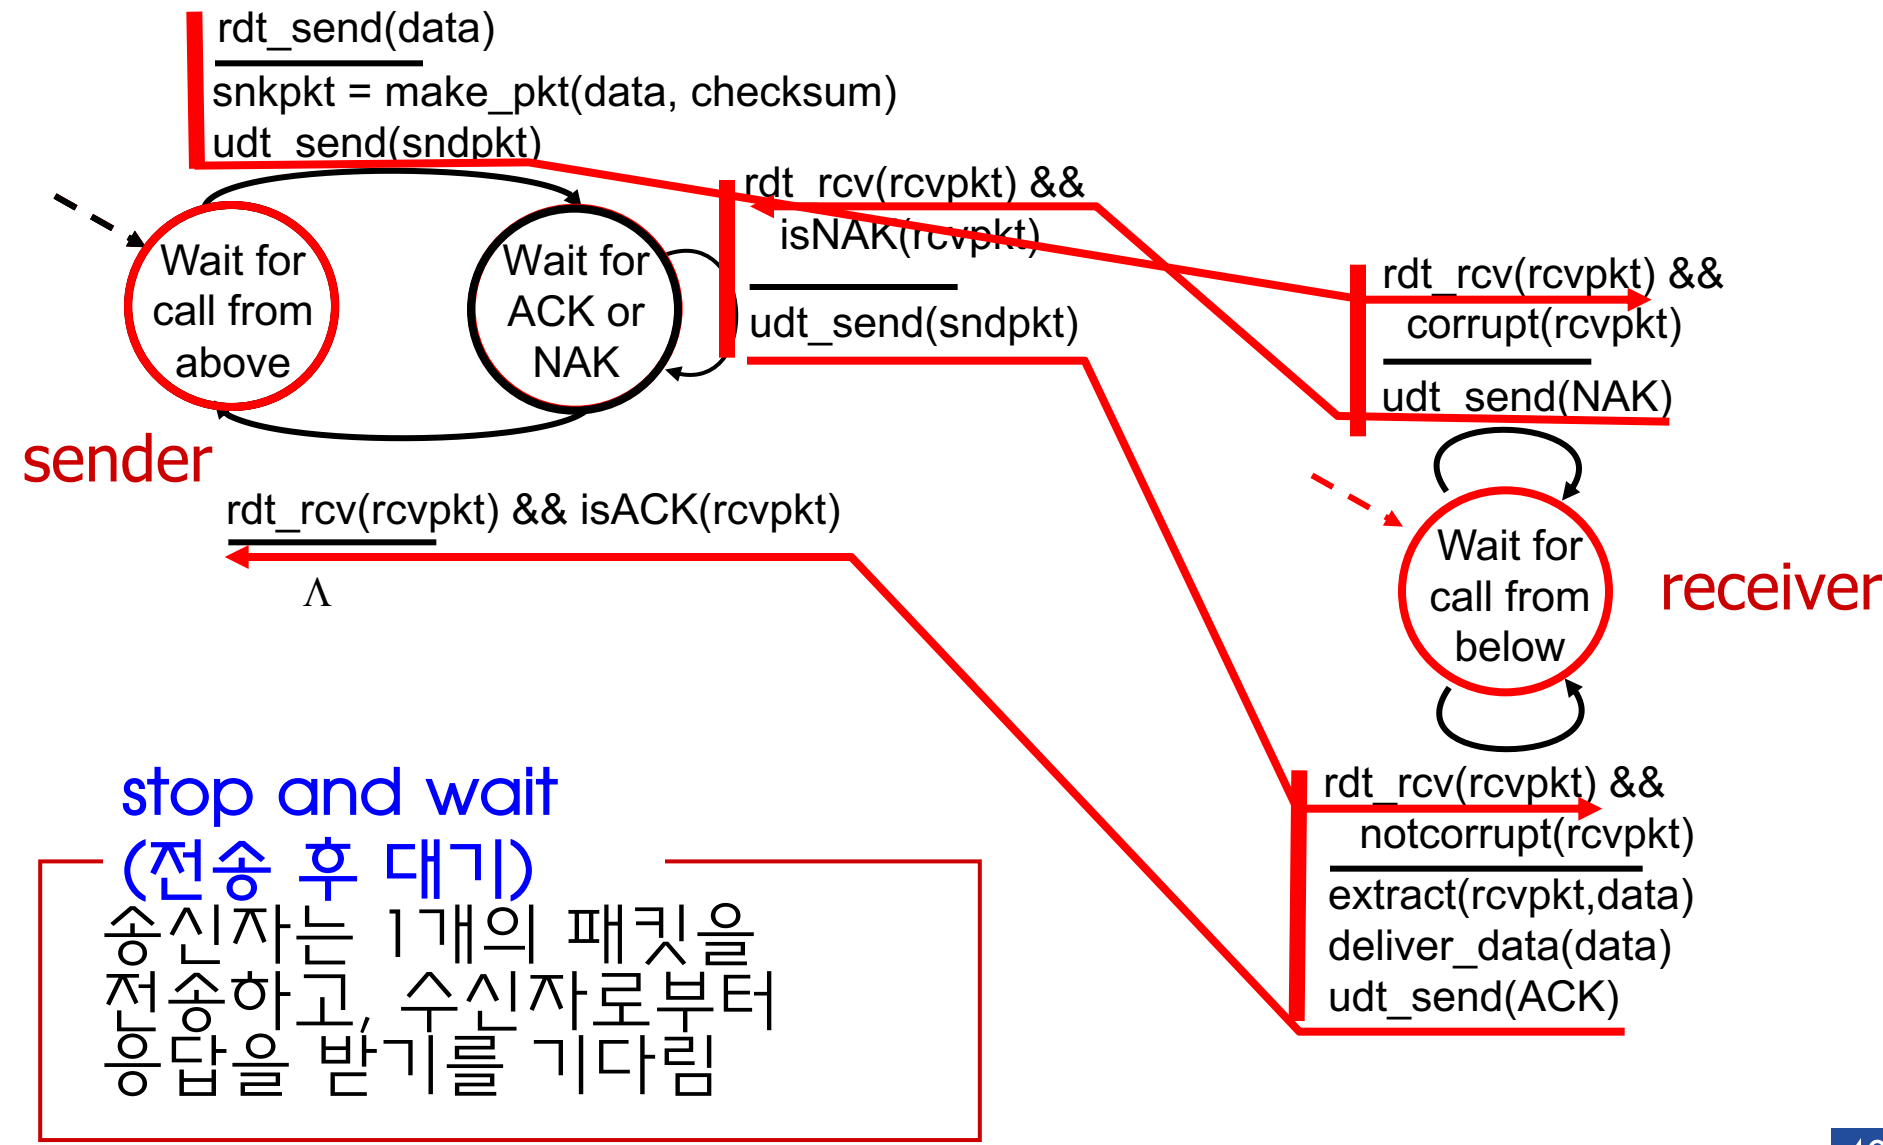 rdt_send(data)
snkpkt = make_pkt(data, checksum)
udt_send(sndpkt)
rdt_rcv(rcvpkt) &&
isNAK(rcvpkt)
udt_send(sndpkt)
rdt_rcv(rcvpkt) &&
corrupt(rcvpkt)
udt_send(NAK)
Wait for
call from
above
Wait for
ACK or
NAK
sender
rdt_rcv(rcvpkt) && isACK(rcvpkt)
Λ
Wait for
call from
below
receiver
rdt_rcv(rcvpkt) &&
notcorrupt(rcvpkt)
extract(rcvpkt,data)
deliver_data(data)
udt_send(ACK)
stop and wait
(전송 후 대기)
송신자는 1개의 패킷을
전송하고, 수신자로부터
응답을 받기를 기다림